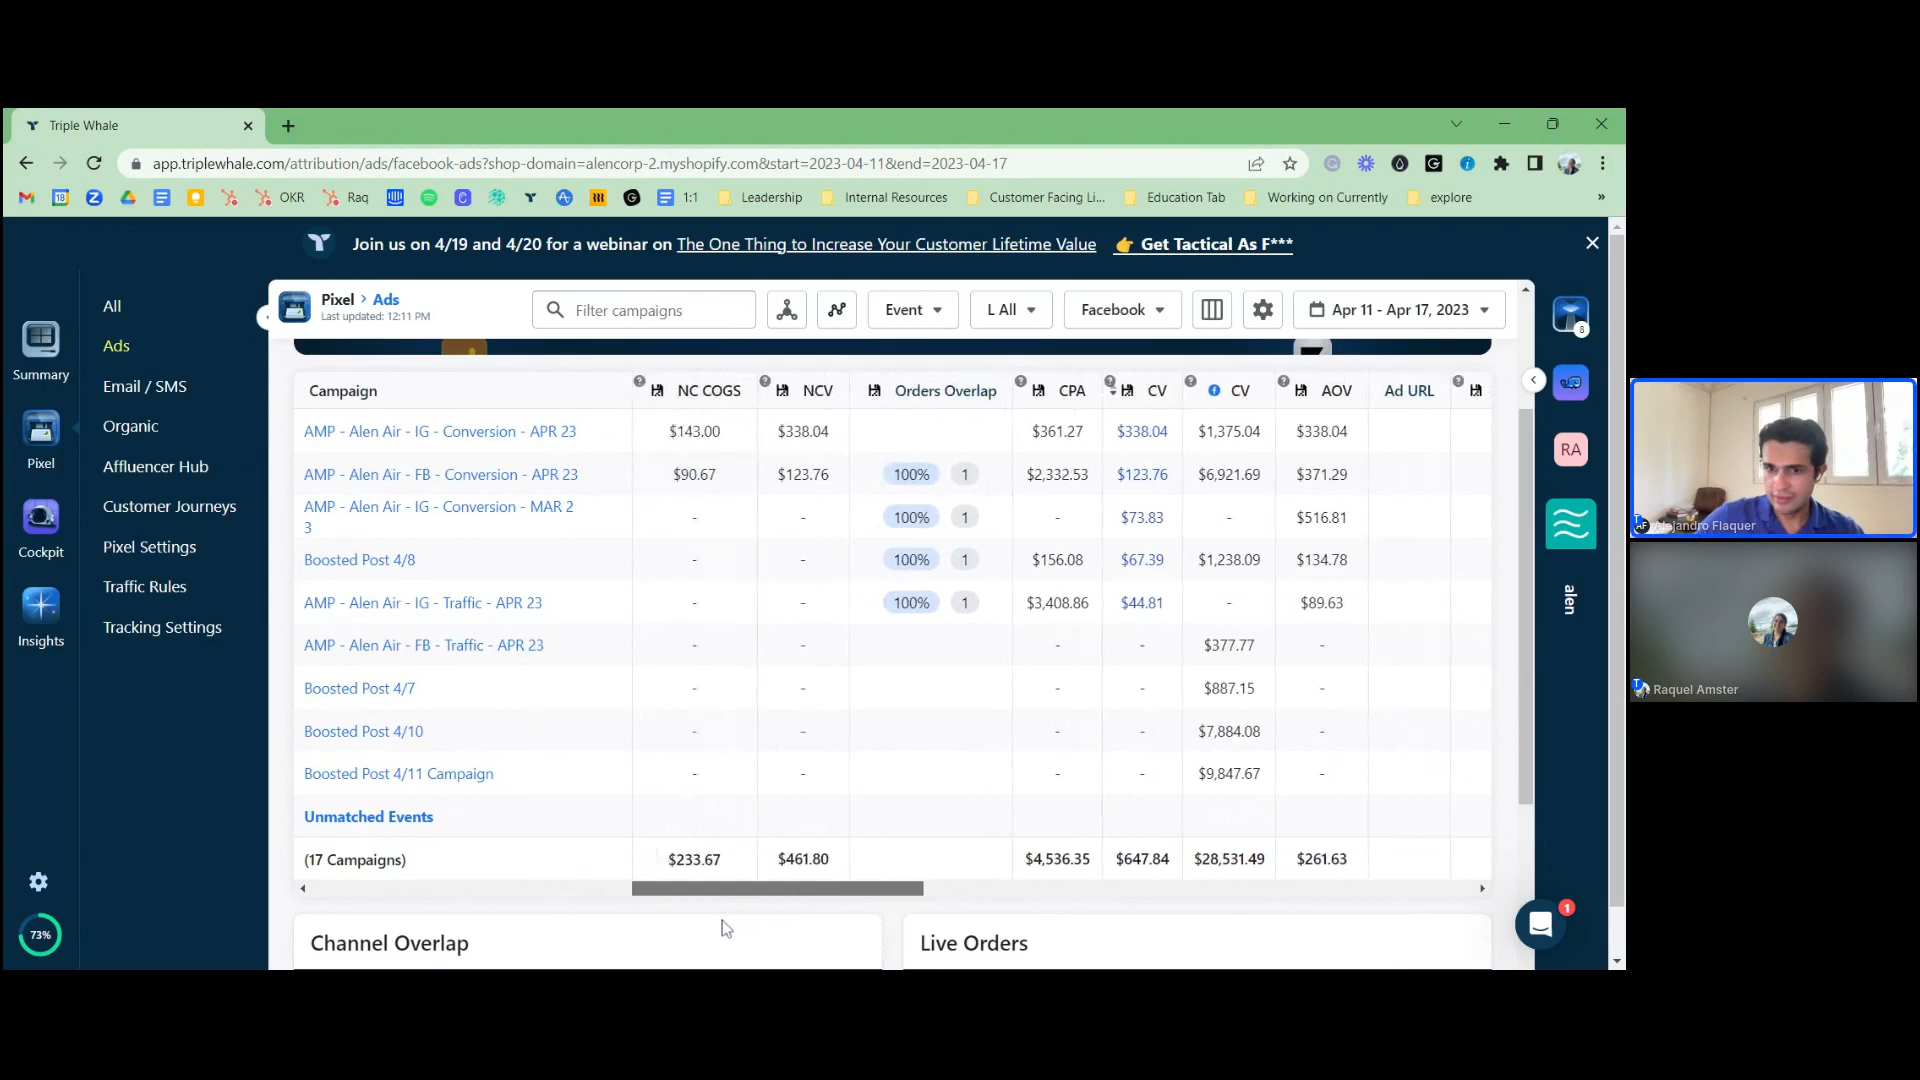 Triple Whale
app.triplewhale.com/attribution/ads/facebook-ads?shop-domain=alencorp-2.myshopify.com&start=2023-04-11&end=2023-04-17
18 OKR Raq 1:1 Leadership Internal Resources Customer Facing Li... Education Tab Working on Currently explore »
Join us on 4/19 and 4/20 for a webinar on The One Thing to Increase Your Customer Lifetime Value 👉 Get Tactical As F***
Summary
Pixel
Cockpit
Insights
73%
All
Ads
Email / SMS
Organic
Affluencer Hub
Customer Journeys
Pixel Settings
Traffic Rules
Tracking Settings
Pixel > Ads
Last updated: 12:11 PM
Filter campaigns
Event
L All
Facebook
Apr 11 - Apr 17, 2023
Campaign NC COGS NCV Orders Overlap CPA CV CV AOV Ad URL
AMP - Alen Air - IG - Conversion - APR 23 $143.00 $338.04 $361.27 $338.04 $1,375.04 $338.04
AMP - Alen Air - FB - Conversion - APR 23 $90.67 $123.76 100% 1 $2,332.53 $123.76 $6,921.69 $371.29
AMP - Alen Air - IG - Conversion - MAR 2
3 - - 100% 1 - $73.83 - $516.81
Boosted Post 4/8 - - 100% 1 $156.08 $67.39 $1,238.09 $134.78
AMP - Alen Air - IG - Traffic - APR 23 - - 100% 1 $3,408.86 $44.81 - $89.63
AMP - Alen Air - FB - Traffic - APR 23 - - - - $377.77 -
Boosted Post 4/7 - - - - $887.15 -
Boosted Post 4/10 - - - - $7,884.08 -
Boosted Post 4/11 Campaign - - - - $9,847.67 -
Unmatched Events
(17 Campaigns) $233.67 $461.80 $4,536.35 $647.84 $28,531.49 $261.63
Channel Overlap
Live Orders
8
RA
alen
1
AF Alejandro Flaquer
Raquel Amster